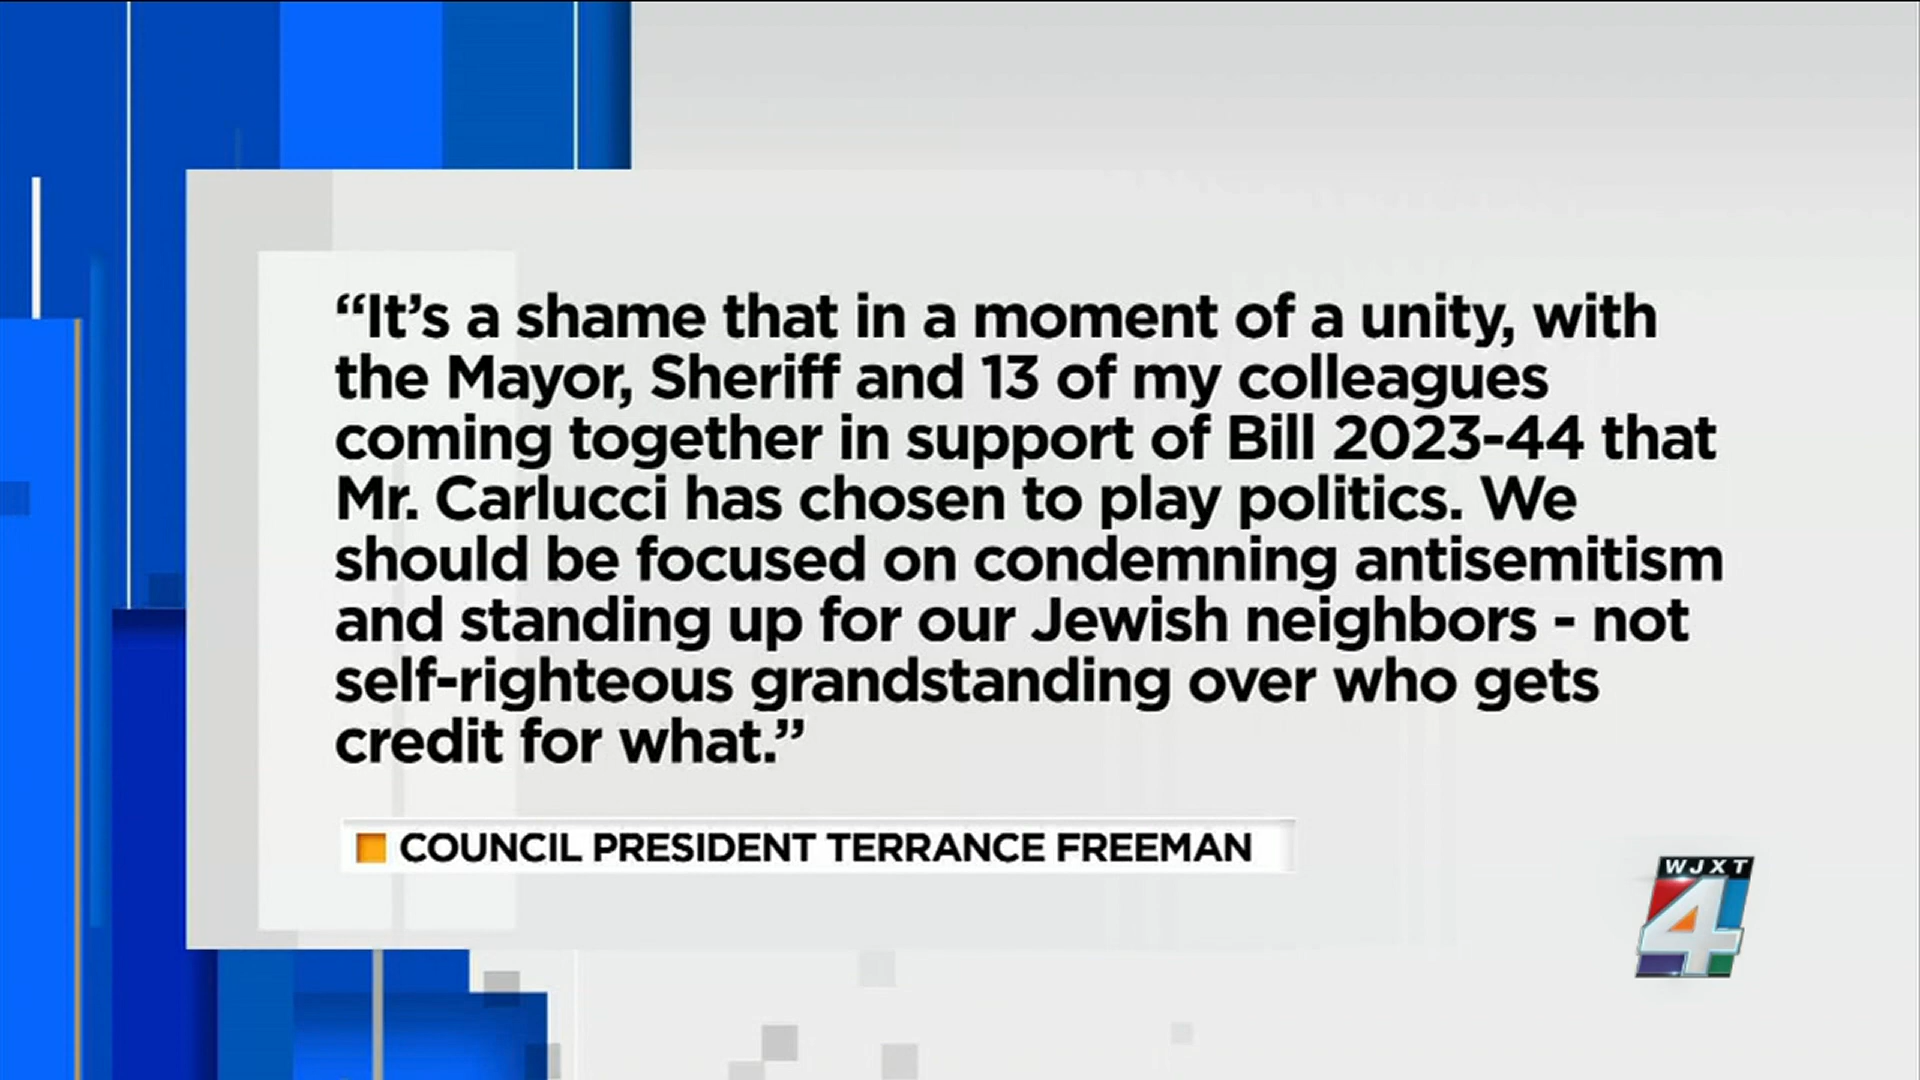 “It’s a shame that in a moment of a unity, with
the Mayor, Sheriff and 13 of my colleagues
coming together in support of Bill 2023-44 that
Mr. Carlucci has chosen to play politics. We
should be focused on condemning antisemitism
and standing up for our Jewish neighbors - not
self-righteous grandstanding over who gets
credit for what.”
COUNCIL PRESIDENT TERRANCE FREEMAN
WJXT
4